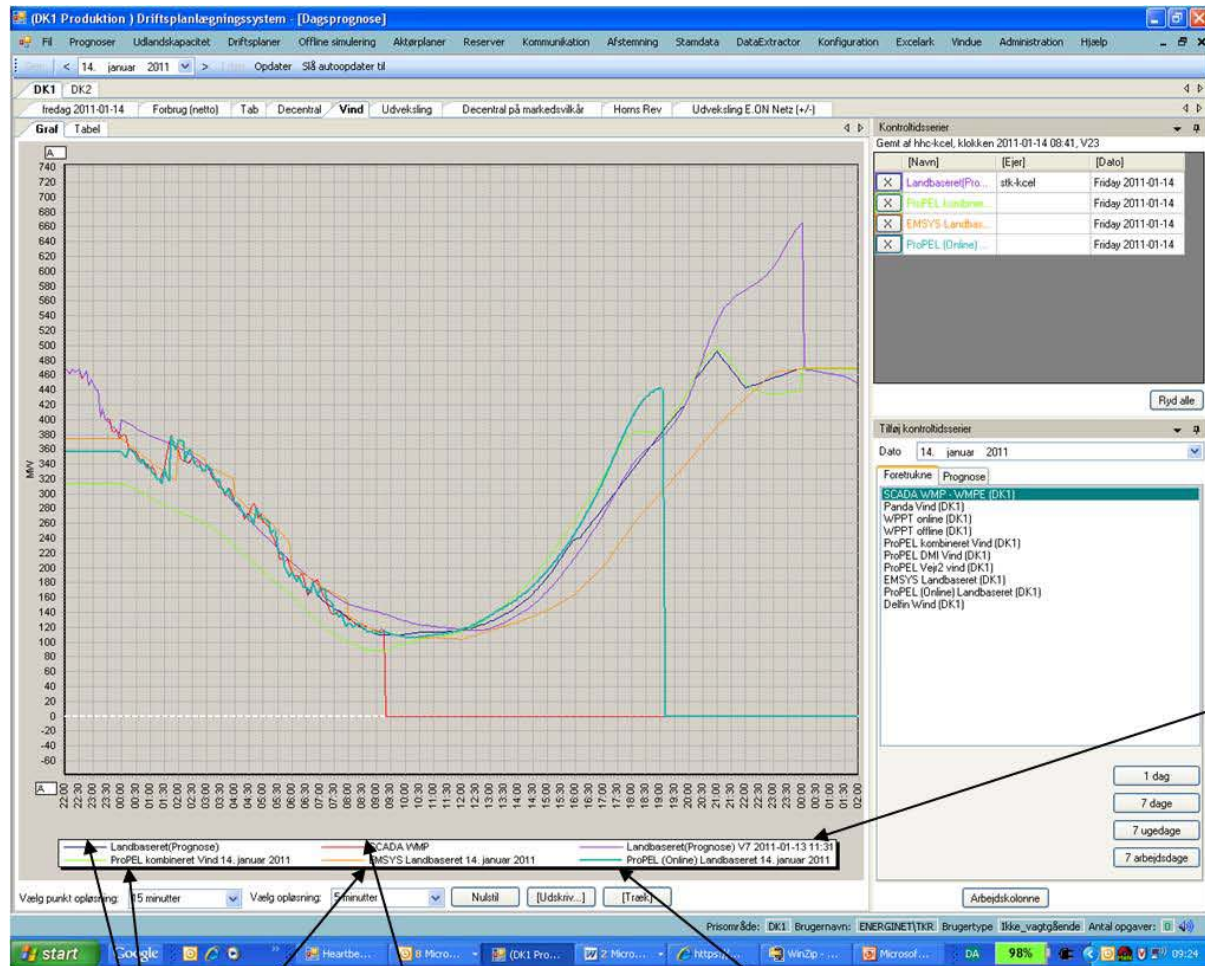 (DK1 Produktion ) Driftsplanlægningssystem - [Dagsprognose]
Fil Prognoser Udlandskapacitet Driftsplaner Offline simulering Aktørplaner Reserver Kommunikation Afstemning Stamdata DataExtractor Konfiguration Excelark Vindue Administration Hjælp
< 14. januar 2011 > Opdater Slå autoopdater til
DK1 DK2
fredag 2011-01-14 Forbrug (netto) Tab Decentral Vind Udveksling Decentral på markedsvilkår Horns Rev Udveksling E.ON Netz (+/-)
Graf Tabel
A
740
720
700
680
660
640
620
600
580
560
540
520
500
480
460
440
420
400
380
360
340
320
300
280
260
240
220
200
180
160
140
120
100
80
60
40
20
0
-20
-40
-60
MW
A
22:00 22:30 23:00 23:30 00:00 00:30 01:00 01:30 02:00 02:30 03:00 03:30 04:00 04:30 05:00 05:30 06:00 06:30 07:00 07:30 08:00 08:30 09:00 09:30 10:00 10:30 11:00 11:30 12:00 12:30 13:00 13:30 14:00 14:30 15:00 15:30 16:00 16:30 17:00 17:30 18:00 18:30 19:00 19:30 20:00 20:30 21:00 21:30 22:00 22:30 23:00 23:30 00:00 00:30 01:00 01:30 02:00
Landbaseret(Prognose) SCADA WMP Landbaseret(Prognose) V7 2011-01-13 11:31
ProPEL kombineret Vind 14. januar 2011 EMSYS Landbaseret 14. januar 2011 ProPEL (Online) Landbaseret 14. januar 2011
Vælg punkt opløsning: 15 minutter Vælg opløsning: 5 minutter Nulstil [Udskriv...] [Træk]
Kontroltidsserier
Gemt af hhc-kcel, klokken 2011-01-14 08:41, V23
[Navn] [Ejer] [Dato]
X Landbaseret(Pro... stk-kcel Friday 2011-01-14
X ProPEL kombiner... Friday 2011-01-14
X EMSYS Landbas... Friday 2011-01-14
X ProPEL (Online) ... Friday 2011-01-14
Ryd alle
Tilføj kontroltidsserier
Dato 14. januar 2011
Foretrukne Prognose
SCADA WMP - WMPE (DK1)
Panda Vind (DK1)
WPPT online (DK1)
WPPT offline (DK1)
ProPEL kombineret Vind (DK1)
ProPEL DMI Vind (DK1)
ProPEL Vejr2 vind (DK1)
EMSYS Landbaseret (DK1)
ProPEL (Online) Landbaseret (DK1)
Delfin Wind (DK1)
1 dag
7 dage
7 ugedage
7 arbejdsdage
Arbejdskolonne
Prisområde: DK1 Brugernavn: ENERGINET\TKR Brugertype Ikke_vagtgående Antal opgaver: 0
start Google Heartbe... 8 Micro... (DK1 Pro... 2 Micro... https:/... WinZip - ... Microsof... DA 98% 09:24